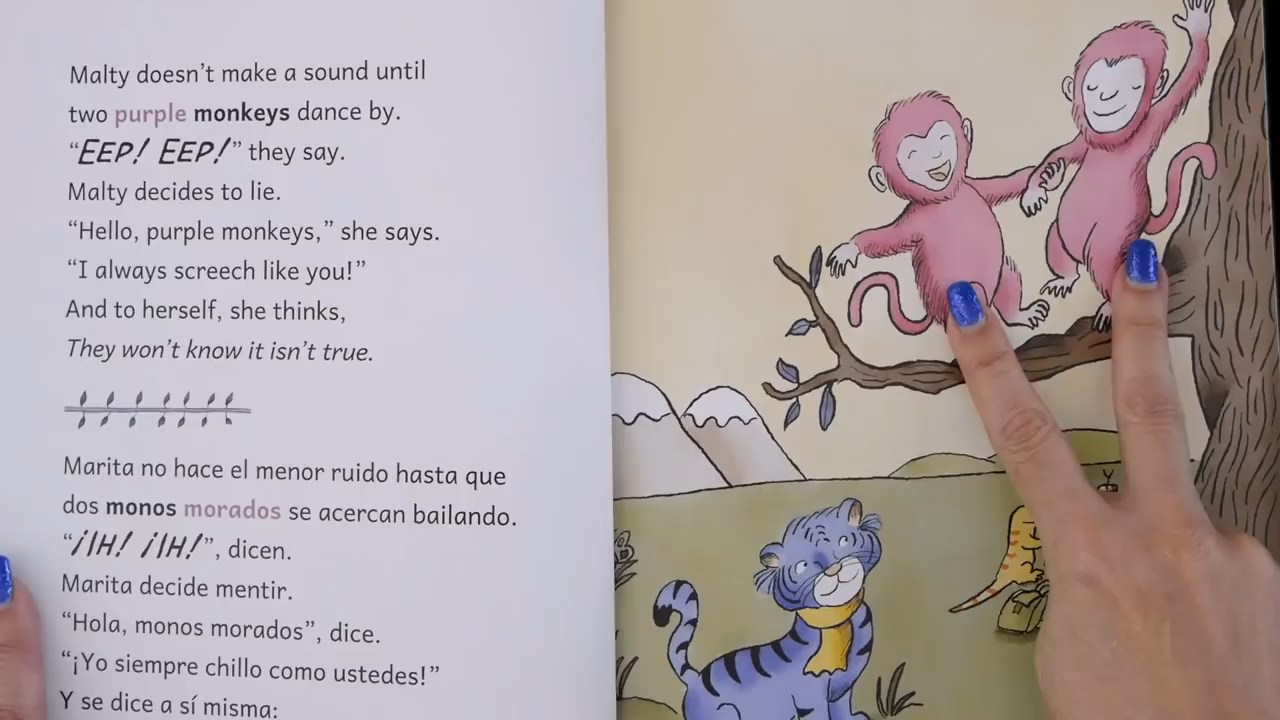 Malty doesn't make a sound until
two purple monkeys dance by.
“EEP! EEP!” they say.
Malty decides to lie.
“Hello, purple monkeys,” she says.
“I always screech like you!”
And to herself, she thinks,
They won't know it isn't true.
Marita no hace el menor ruido hasta que
dos monos morados se acercan bailando.
“¡IH! ¡IH!”, dicen.
Marita decide mentir.
“Hola, monos morados”, dice.
“¡Yo siempre chillo como ustedes!”
Y se dice a sí misma: